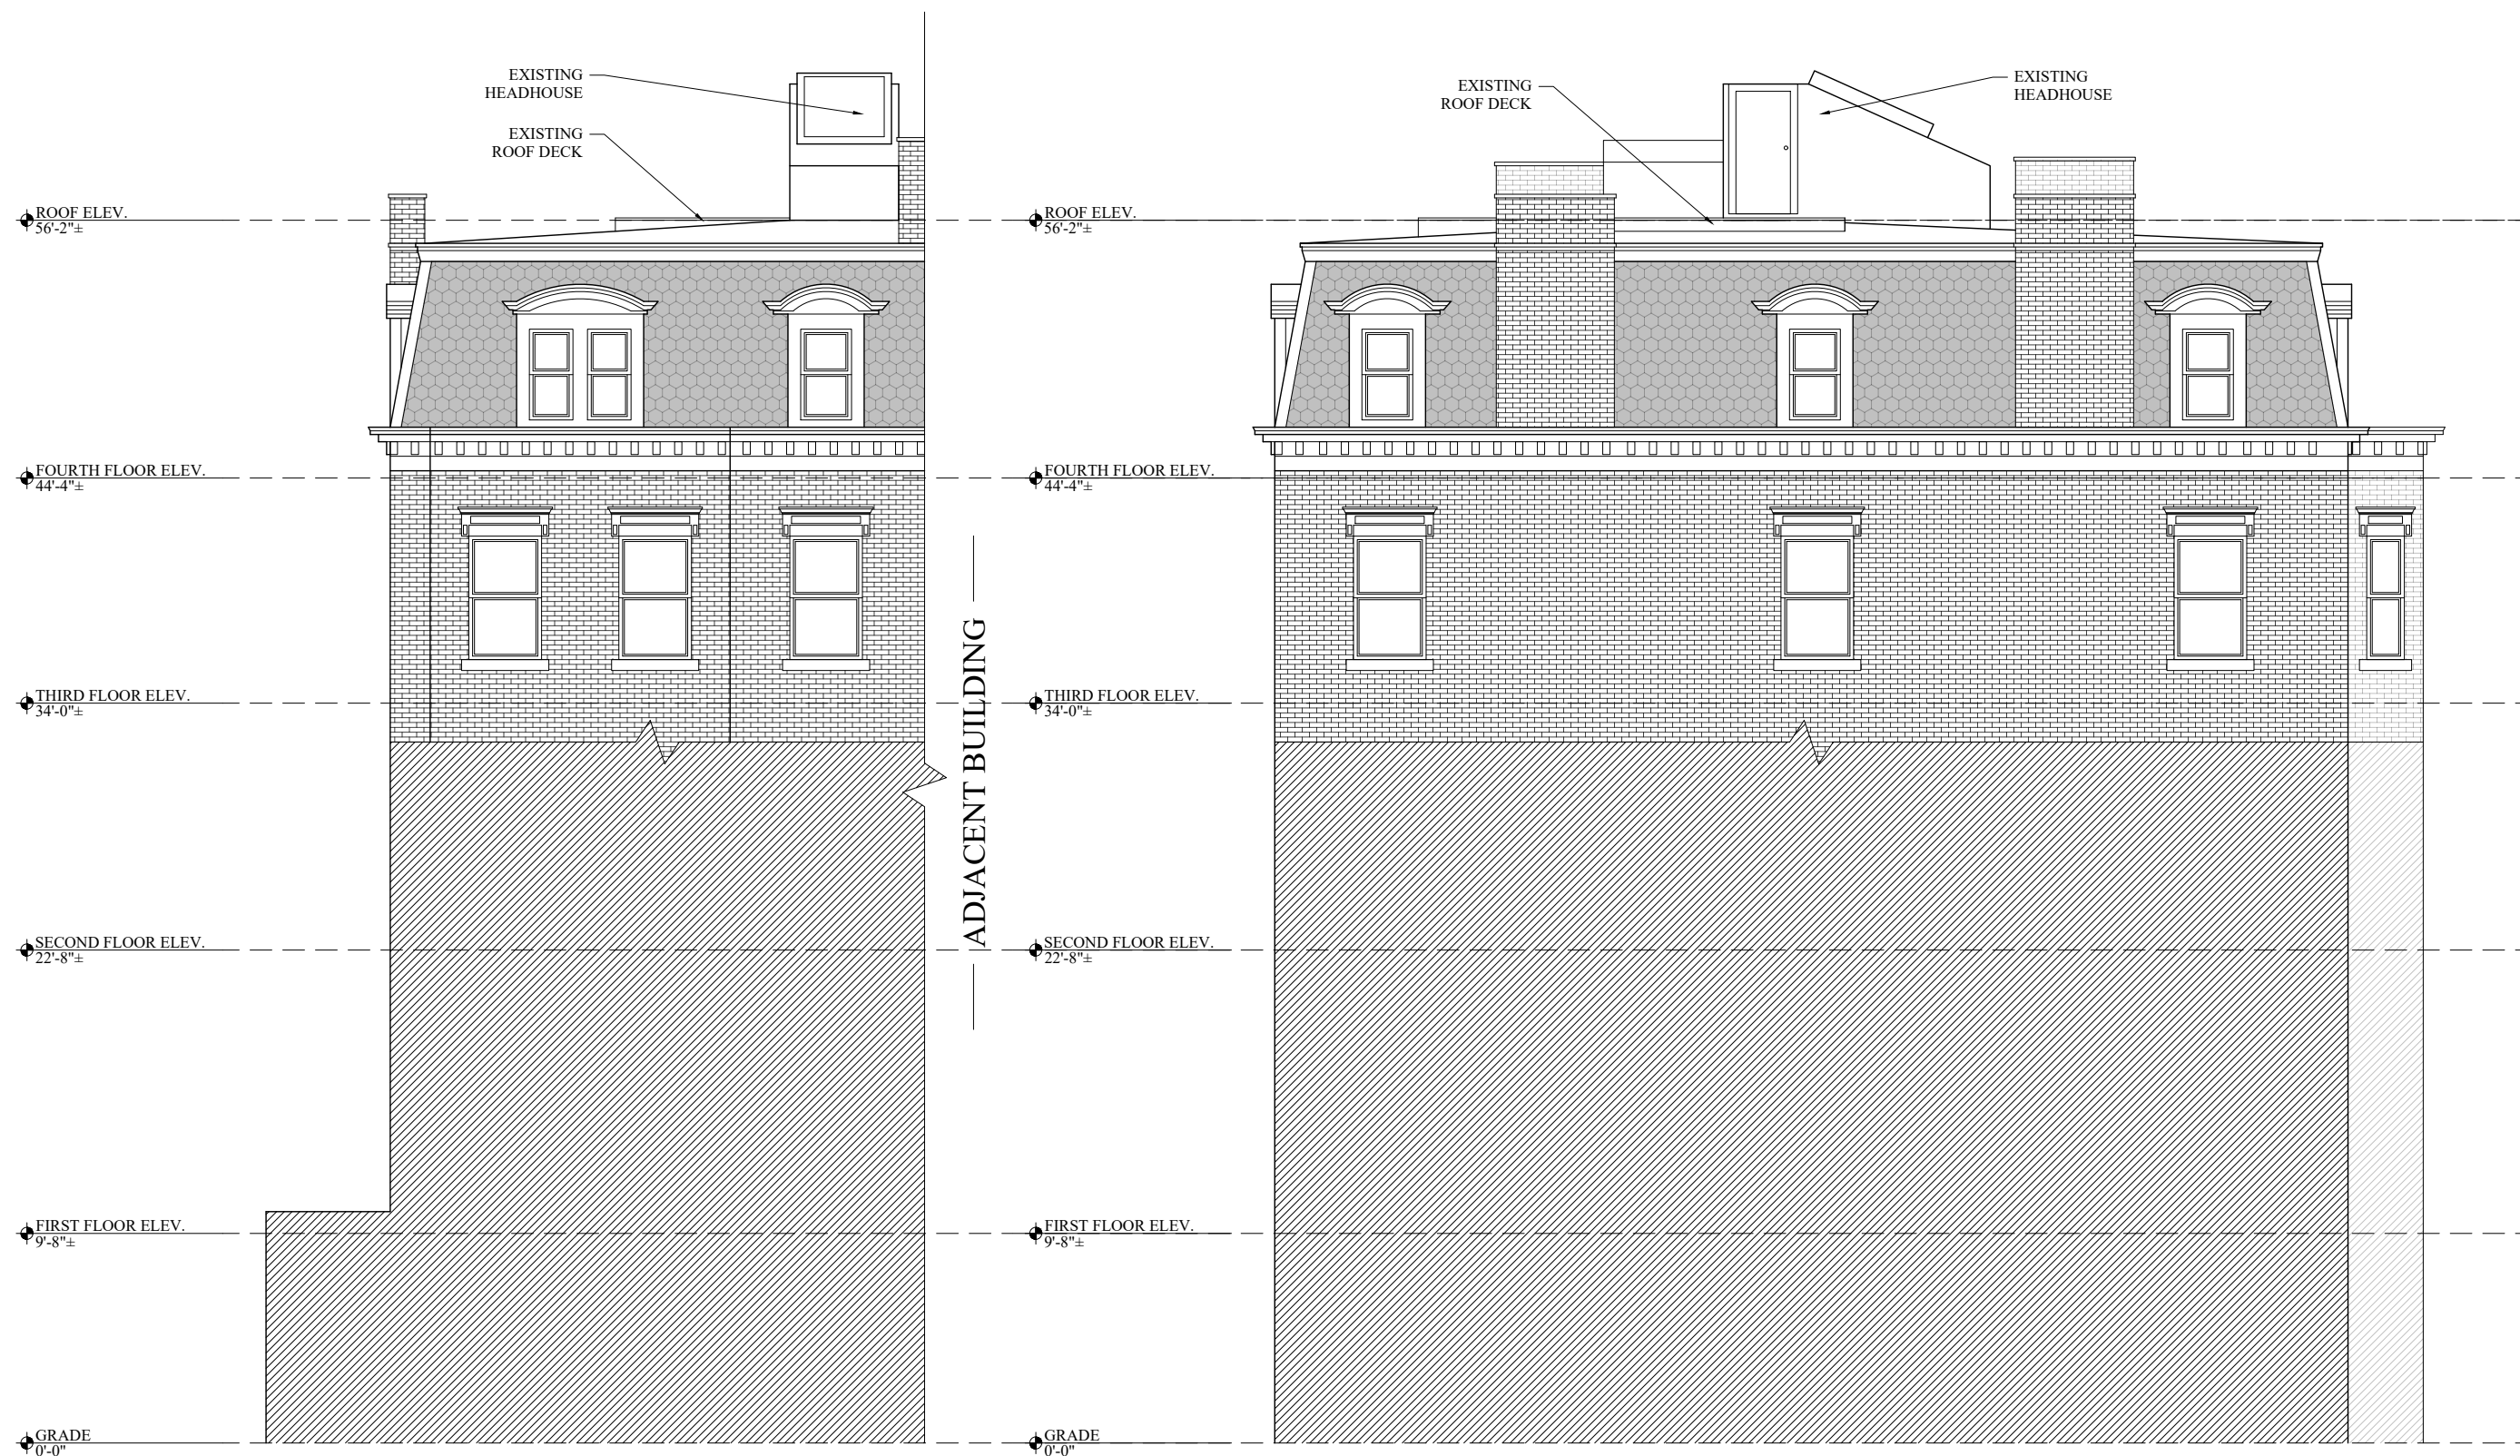 EXISTING
HEADHOUSE
EXISTING
ROOF DECK
ROOF ELEV.
56'-2"±
FOURTH FLOOR ELEV.
44'-4"±
THIRD FLOOR ELEV.
34'-0"±
SECOND FLOOR ELEV.
22'-8"±
FIRST FLOOR ELEV.
9'-8"±
GRADE
0'-0"
ADJACENT BUILDING
EXISTING
ROOF DECK
EXISTING
HEADHOUSE
ROOF ELEV.
56'-2"±
FOURTH FLOOR ELEV.
44'-4"±
THIRD FLOOR ELEV.
34'-0"±
SECOND FLOOR ELEV.
22'-8"±
FIRST FLOOR ELEV.
9'-8"±
GRADE
0'-0"